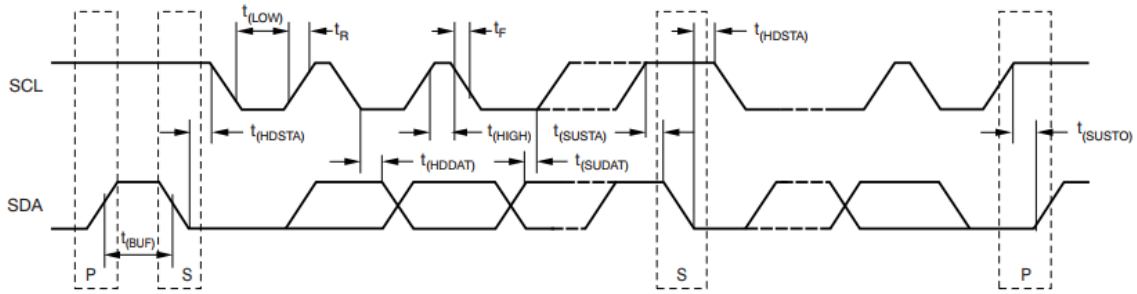 t(LOW)
tR
tF
t(HDSTA)
SCL
t(HDSTA)
t(HIGH)
t(SUSTA)
t(SUSTO)
t(HDDAT)
t(SUDAT)
SDA
t(BUF)
P
S
S
P